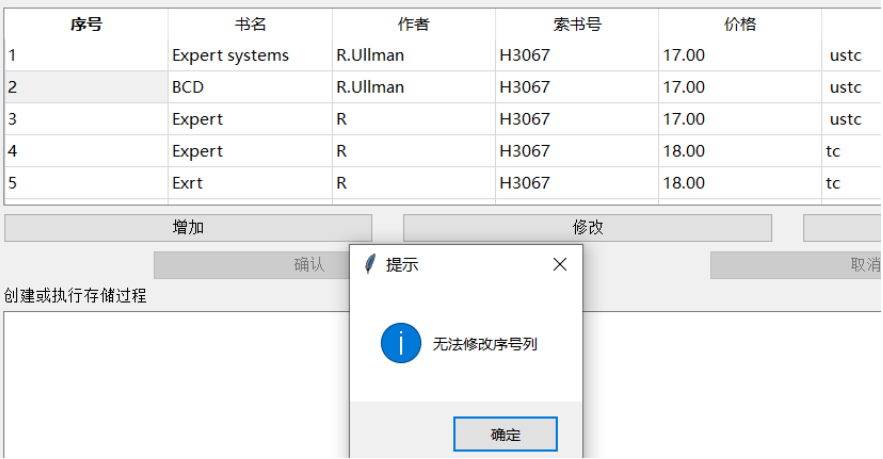 序号 书名 作者 索书号 价格
1 Expert systems R.Ullman H3067 17.00 ustc
2 BCD R.Ullman H3067 17.00 ustc
3 Expert R H3067 17.00 ustc
4 Expert R H3067 18.00 tc
5 Exrt R H3067 18.00 tc
增加 修改
确认 取消
提示
创建或执行存储过程
无法修改序号列
确定